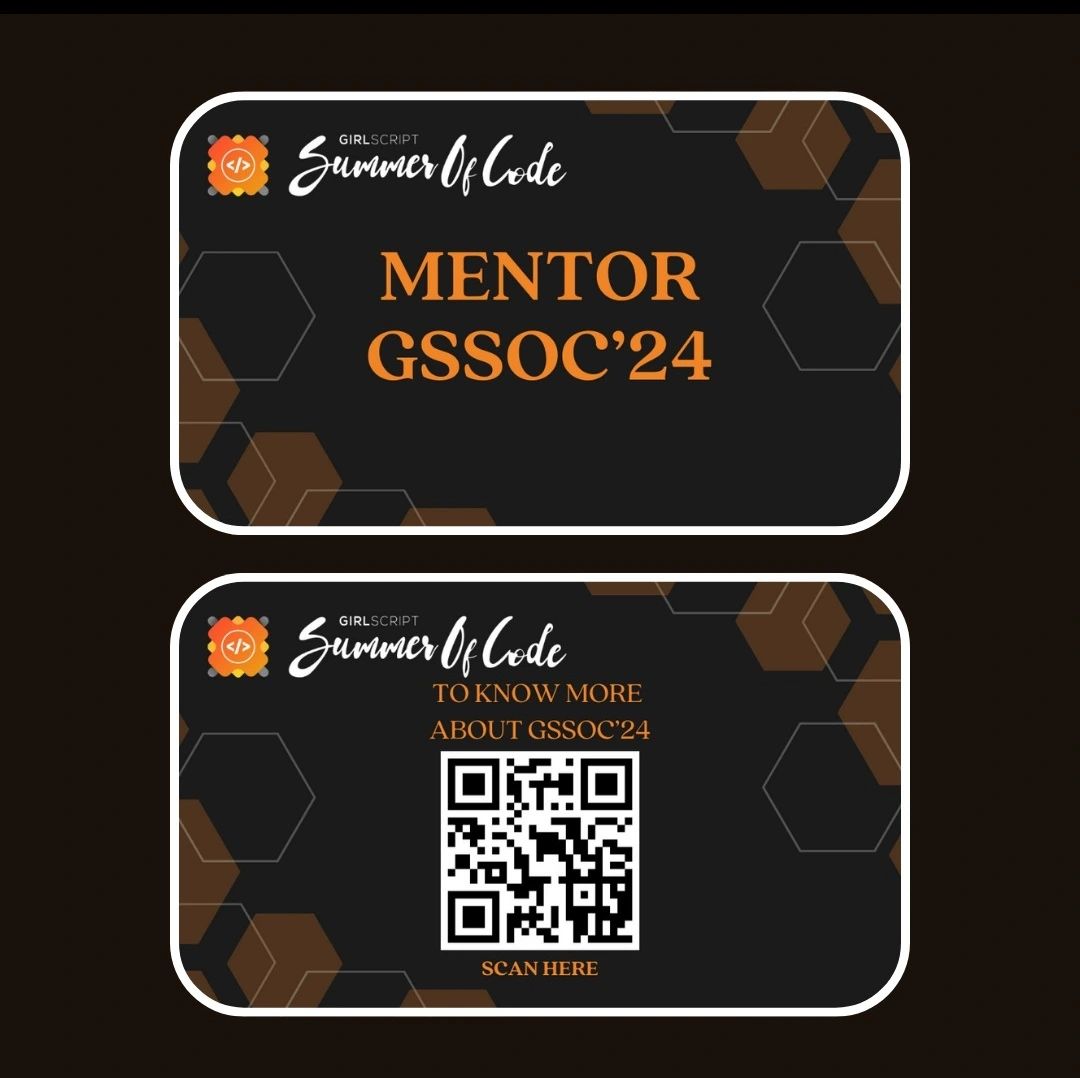 GIRLSCRIPT
Summer Of Code
MENTOR
GSSOC’24
GIRLSCRIPT
Summer Of Code
TO KNOW MORE
ABOUT GSSOC’24
SCAN HERE